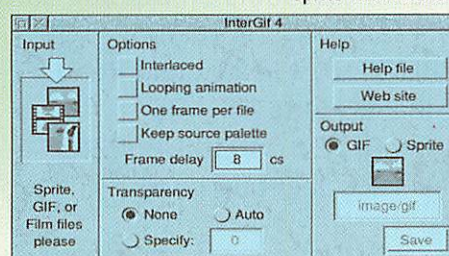 InterGif 4
Input
Sprite,
GIF, or
Film files
please
Options
Interlaced
Looping animation
One frame per file
Keep source palette
Frame delay 8 cs
Transparency
None Auto
Specify: 0
Help
Help file
Web site
Output
GIF Sprite
image/gif
Save